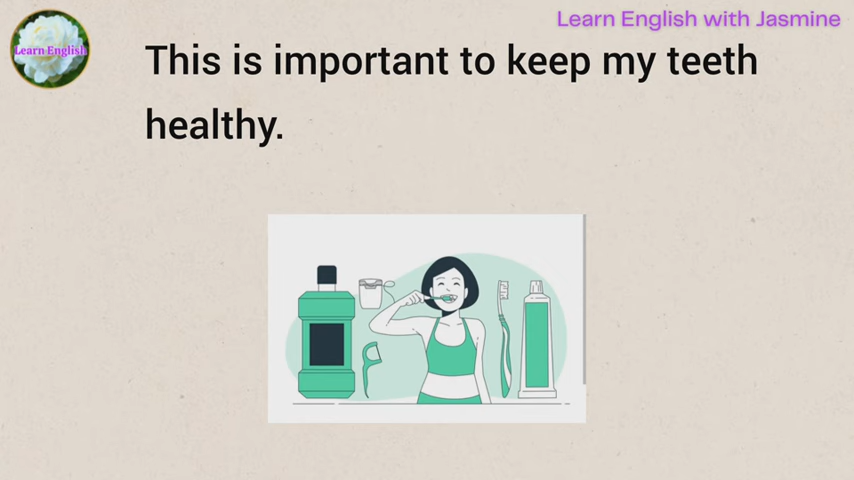 Learn English with Jasmine
Learn English
This is important to keep my teeth
healthy.